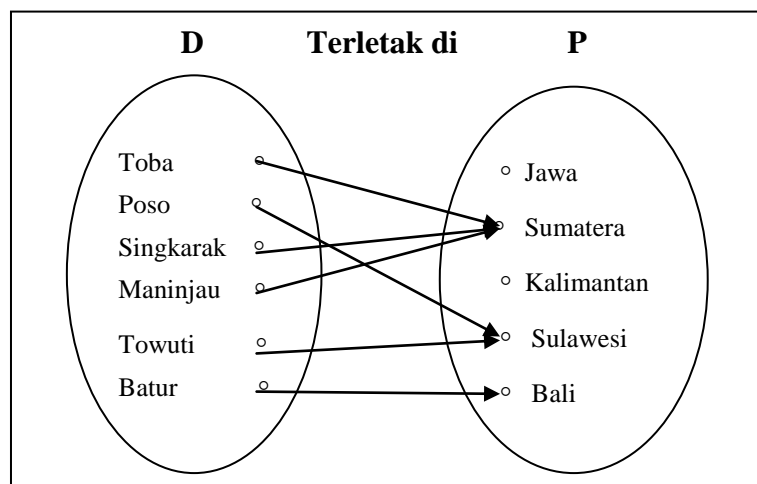 D Terletak di P
Toba
Poso
Singkarak
Maninjau
Towuti
Batur
Jawa
Sumatera
Kalimantan
Sulawesi
Bali